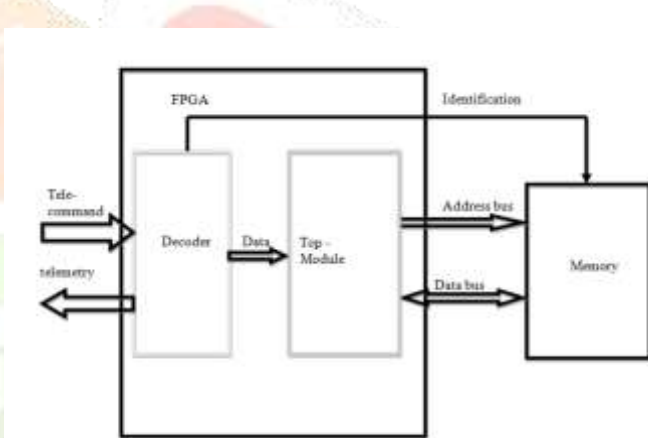 FPGA
Identification
Tele-
command
Decoder
Data
Top -
Module
Address bus
Memory
telemetry
Data bus